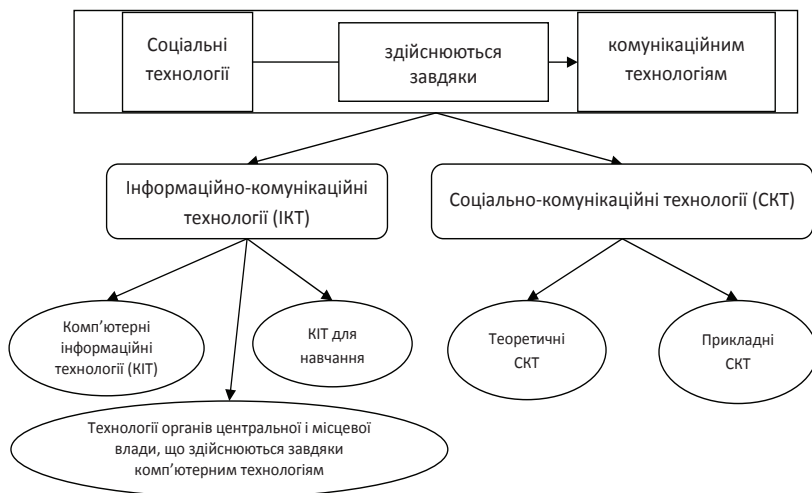 Соціальні
технології
здійснюються
завдяки
комунікаційним
технологіям
Інформаційно-комунікаційні
технології (ІКТ)
Соціально-комунікаційні технології (СКТ)
Комп’ютерні
інформаційні
технології (КІТ)
КІТ для
навчання
Теоретичні
СКТ
Прикладні
СКТ
Технології органів центральної і місцевої
влади, що здійснюються завдяки
комп’ютерним технологіям